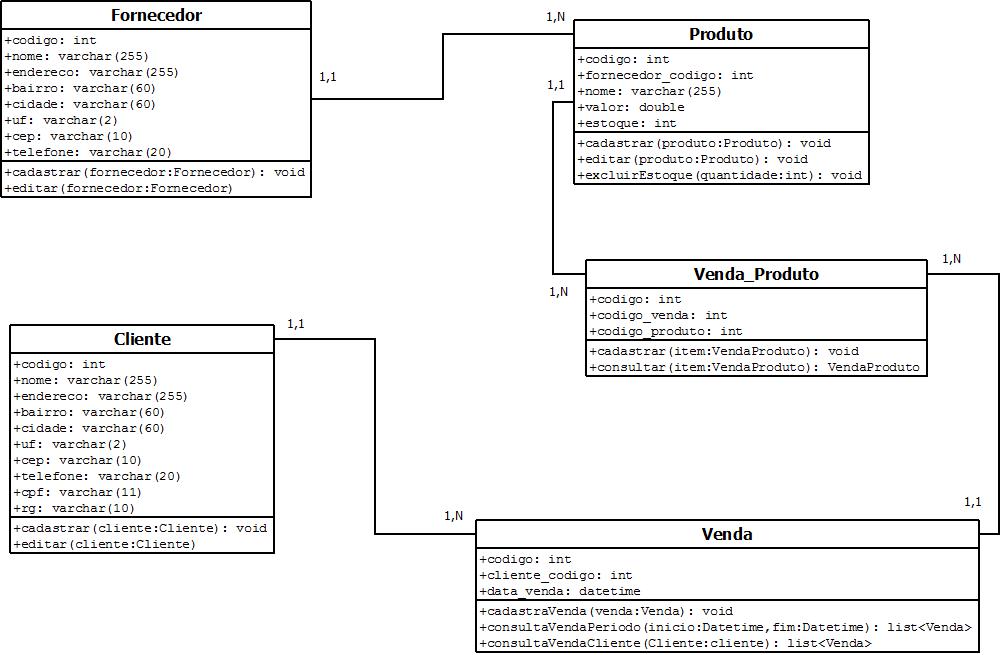 Fornecedor
+codigo: int
+nome: varchar(255)
+endereco: varchar(255)
+bairro: varchar(60)
+cidade: varchar(60)
+uf: varchar(2)
+cep: varchar(10)
+telefone: varchar(20)
+cadastrar(fornecedor:Fornecedor): void
+editar(fornecedor:Fornecedor)
1,1
1,N
Produto
+codigo: int
+fornecedor_codigo: int
+nome: varchar(255)
+valor: double
+estoque: int
+cadastrar(produto:Produto): void
+editar(produto:Produto): void
+excluirEstoque(quantidade:int): void
1,1
1,N
Venda_Produto
+codigo: int
+codigo_venda: int
+codigo_produto: int
+cadastrar(item:VendaProduto): void
+consultar(item:VendaProduto): VendaProduto
1,N
1,1
Cliente
+codigo: int
+nome: varchar(255)
+endereco: varchar(255)
+bairro: varchar(60)
+cidade: varchar(60)
+uf: varchar(2)
+cep: varchar(10)
+telefone: varchar(20)
+cpf: varchar(11)
+rg: varchar(10)
+cadastrar(cliente:Cliente): void
+editar(cliente:Cliente)
1,1
1,N
Venda
+codigo: int
+cliente_codigo: int
+data_venda: datetime
+cadastraVenda(venda:Venda): void
+consultaVendaPeriodo(inicio:Datetime,fim:Datetime): list<Venda>
+consultaVendaCliente(Cliente:cliente): list<Venda>